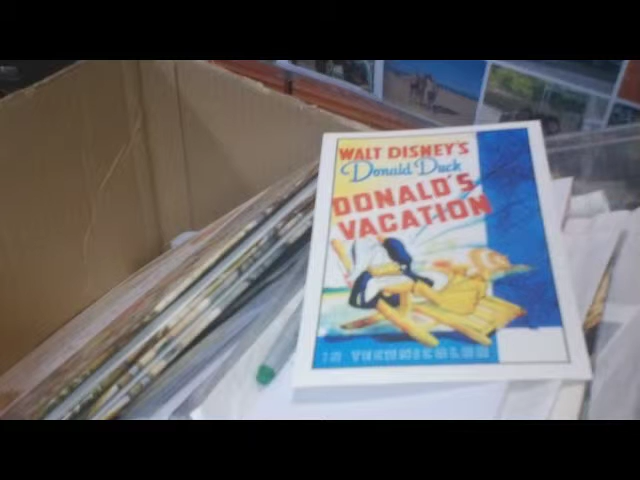 WALT DISNEY'S
Donald Duck
DONALD'S
VACATION
IN TECHNICOLOR